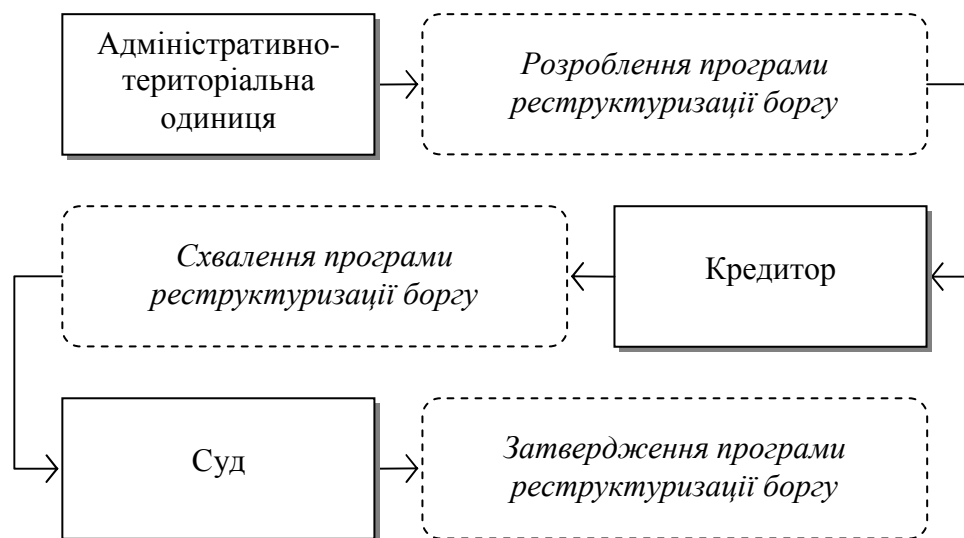 Адміністративно-
територіальна
одиниця
Розроблення програми
реструктуризації боргу
Схвалення програми
реструктуризації боргу
Кредитор
Суд
Затвердження програми
реструктуризації боргу